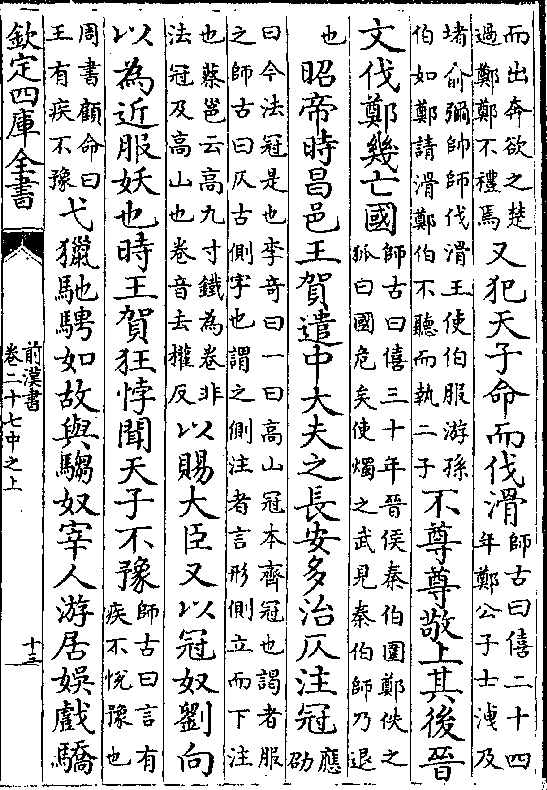 而出奔欲之楚過鄭鄭不禮焉又犯天子命而伐滑師古曰僖二十四年鄭公子士洩及
堵俞彌帥師伐滑王使伯服游孫伯如鄭請滑鄭伯不聽而執二子不尊尊敬上其後晉
文伐鄭幾亡國師古曰僖三十年晉侯秦伯圍鄭佚之狐曰國危矣使燭之武見秦伯師乃退
也昭帝時昌邑王賀遣中大夫之長安多治仄注冠應劭
曰今法冠是也李奇曰一曰高山冠本齊冠也謁者服之師古曰仄古側字也謂之側注者言形側立而下注
也蔡邕云高九寸鐵為卷非法冠及高山也卷音去權反以賜大臣又以冠奴劉向
以為近服妖也時王賀狂悖聞天子不豫師古曰言有疾不悅豫也
周書顧命曰王有疾不豫弋獵馳騁如故與騶奴宰人游居娛戲驕
欽定四庫全書
前漢書
卷二十七中之上
十三